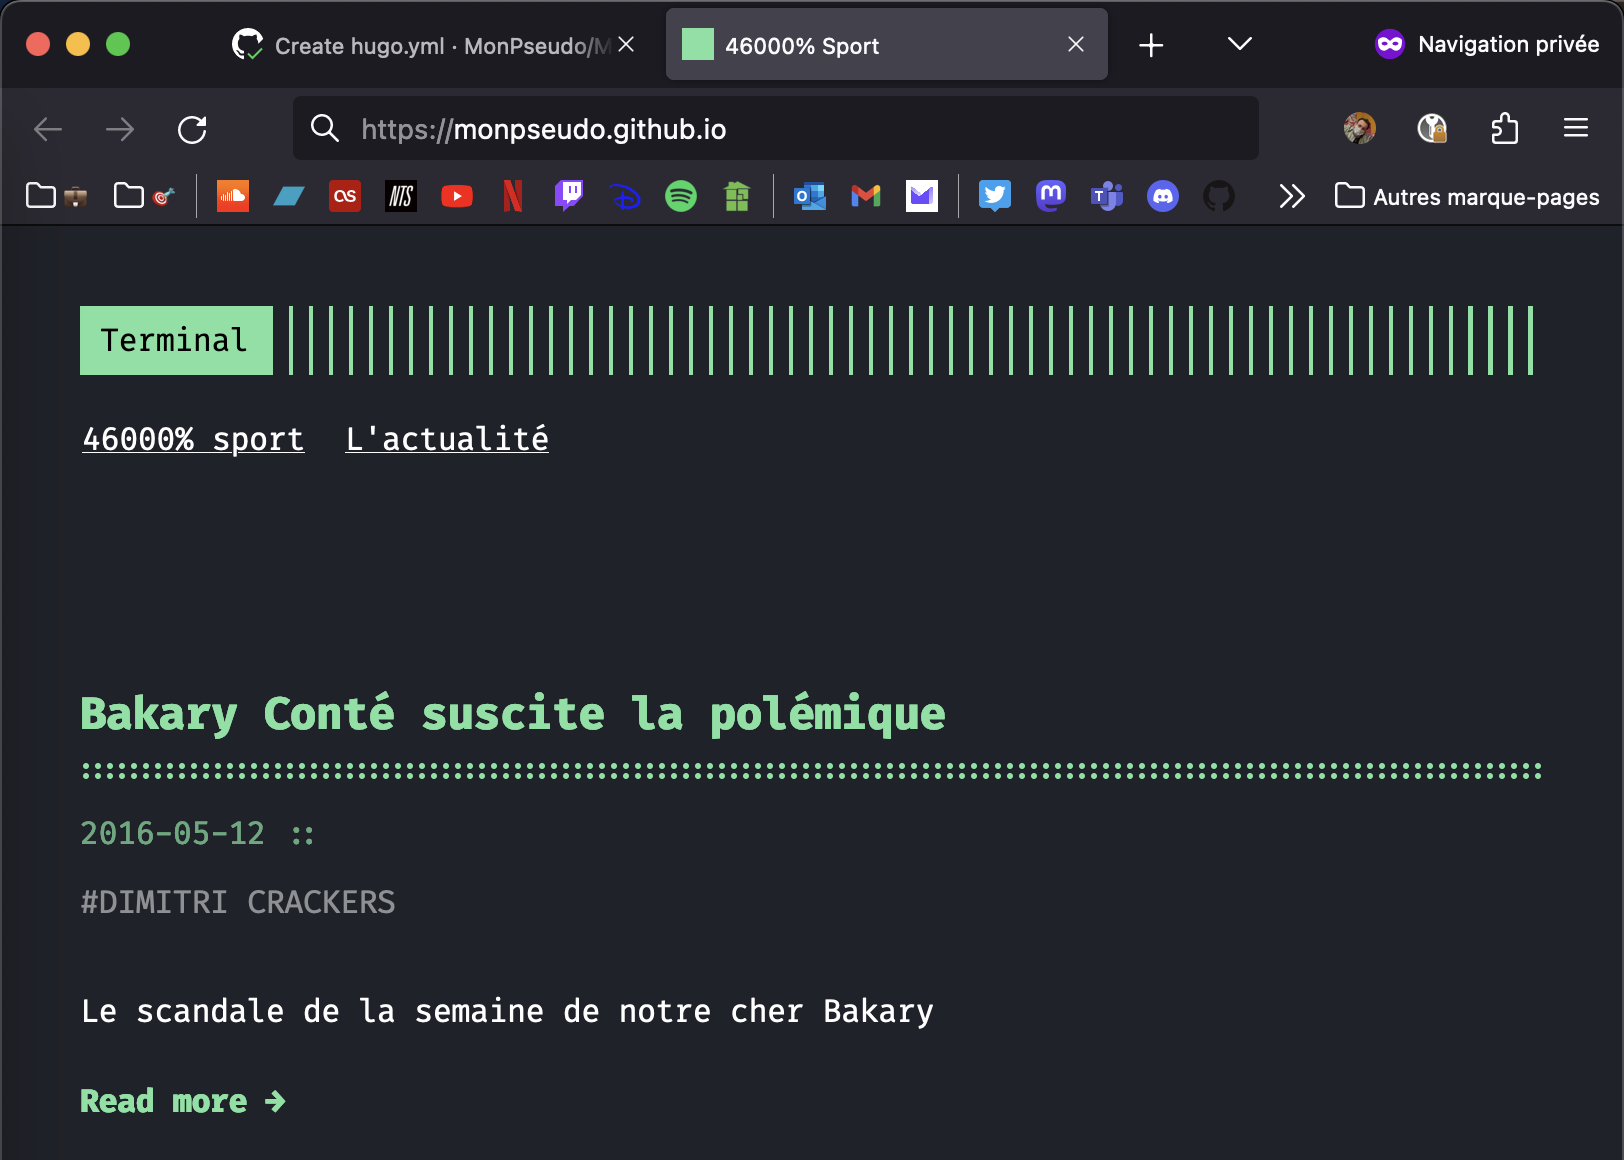 Create hugo.yml · MonPseudo/M
46000% Sport
Navigation privée
https://monpseudo.github.io
Autres marque-pages
Terminal
46000% sport L'actualité
Bakary Conté suscite la polémique
2016-05-12 ::
#DIMITRI CRACKERS
Le scandale de la semaine de notre cher Bakary
Read more →